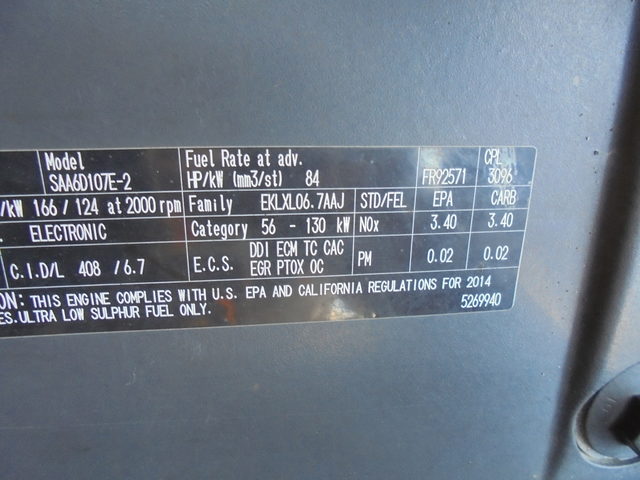 Model Fuel Rate at adv. CPL
SAA6D107E-2 HP/kW (mm3/st) 84 FR92571 3096
/kW 166 / 124 at 2000 rpm Family EKLXL06.7AAJ STD/FEL EPA CARB
ELECTRONIC Category 56 - 130 kW NOx 3.40 3.40
C.I.D/L 408 /6.7 E.C.S. DDI ECM TC CAC PM 0.02 0.02
EGR PTOX OC
ON: THIS ENGINE COMPLIES WITH U.S. EPA AND CALIFORNIA REGULATIONS FOR 2014
ES.ULTRA LOW SULPHUR FUEL ONLY. 5269940